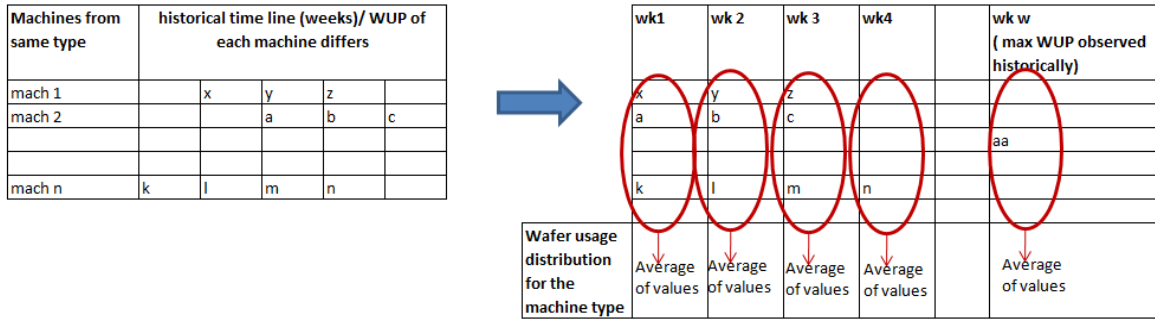 Machines from same type
historical time line (weeks)/ WUP of each machine differs
mach 1 x y z
mach 2 a b c
mach n k l m n
wk1 wk 2 wk 3 wk4 wk w
( max WUP observed historically)
x y z
a b c
aa
k l m n
Wafer usage distribution for the machine type
Average of values
Average of values
Average of values
Average of values
Average of values